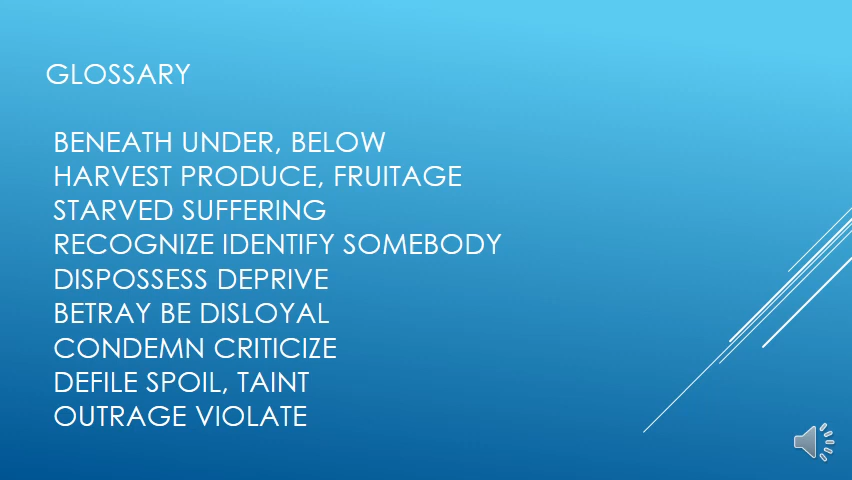 GLOSSARY
BENEATH UNDER, BELOW
HARVEST PRODUCE, FRUITAGE
STARVED SUFFERING
RECOGNIZE IDENTIFY SOMEBODY
DISPOSSESS DEPRIVE
BETRAY BE DISLOYAL
CONDEMN CRITICIZE
DEFILE SPOIL, TAINT
OUTRAGE VIOLATE